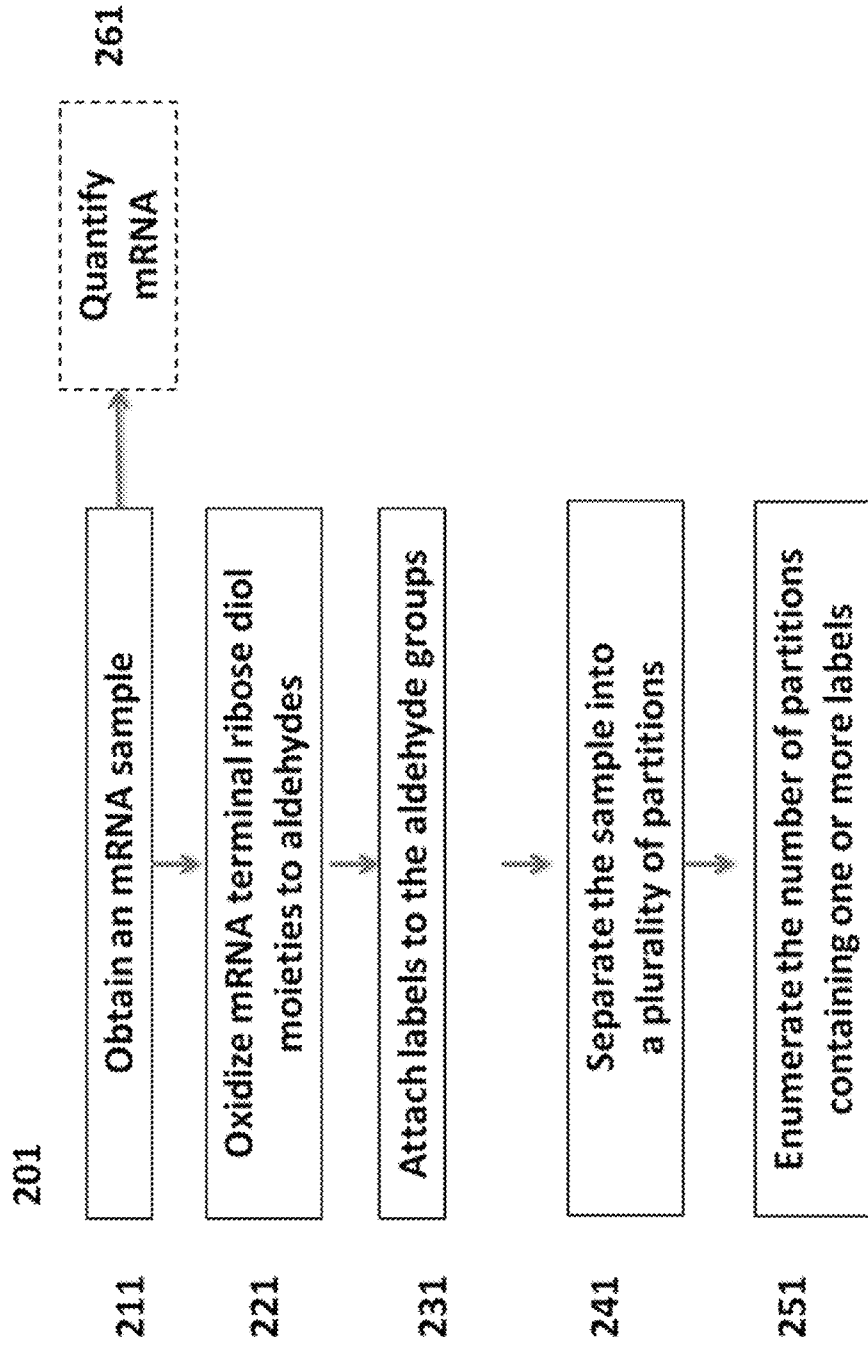 201
211
Obtain an mRNA sample
Quantify
mRNA
261
221
Oxidize mRNA terminal ribose diol
moieties to aldehydes
231
Attach labels to the aldehyde groups
241
Separate the sample into
a plurality of partitions
251
Enumerate the number of partitions
containing one or more labels